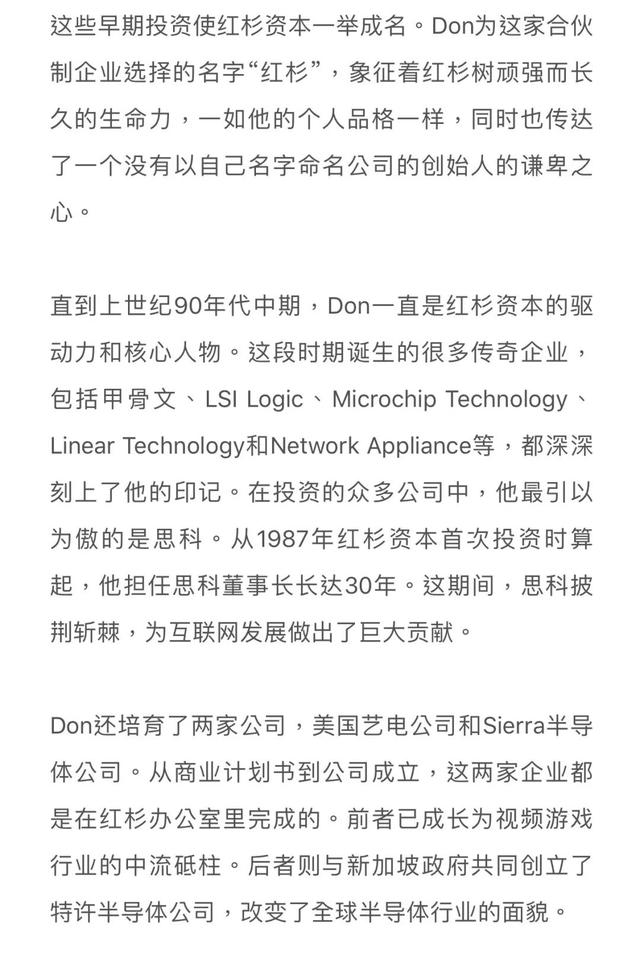 这些早期投资使红杉资本一举成名。Don为这家合伙
制企业选择的名字“红杉”，象征着红杉树顽强而长
久的生命力，一如他的个人品格一样，同时也传达
了一个没有以自己名字命名公司的创始人的谦卑之
心。
直到上世纪90年代中期，Don一直是红杉资本的驱
动力和核心人物。这段时期诞生的很多传奇企业，
包括甲骨文、LSI Logic、Microchip Technology、
Linear Technology和Network Appliance等，都深深
刻上了他的印记。在投资的众多公司中，他最引以
为傲的是思科。从1987年红杉资本首次投资时算
起，他担任思科董事长长达30年。这期间，思科披
荆斩棘，为互联网发展做出了巨大贡献。
Don还培育了两家公司，美国艺电公司和Sierra半导
体公司。从商业计划书到公司成立，这两家企业都
是在红杉办公室里完成的。前者已成长为视频游戏
行业的中流砥柱。后者则与新加坡政府共同创立了
特许半导体公司，改变了全球半导体行业的面貌。